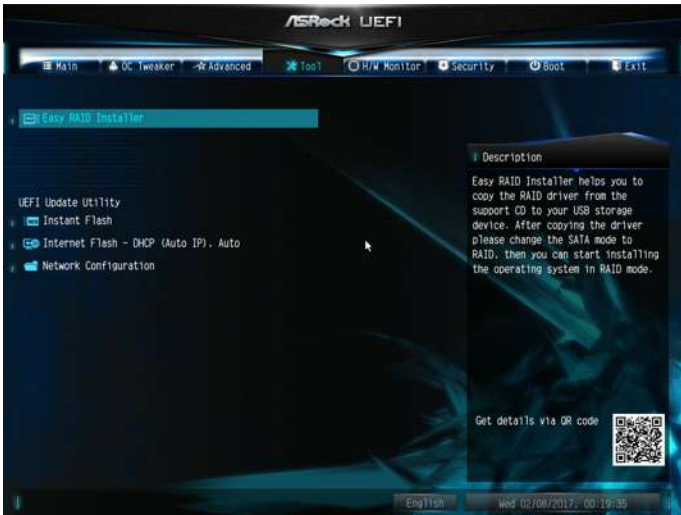 ASRock UEFI
Main
OC Tweaker
Advanced
Tool
H/W Monitor
Security
Boot
Exit
Easy RAID Installer
UEFI Update Utility
Instant Flash
Internet Flash - DHCP (Auto IP), Auto
Network Configuration
Description
Easy RAID Installer helps you to
copy the RAID driver from the
support CD to your USB storage
device. After copying the driver
please change the SATA mode to
RAID, then you can start installing
the operating system in RAID mode.
Get details via QR code
English
Wed 02/08/2017, 00:19:35